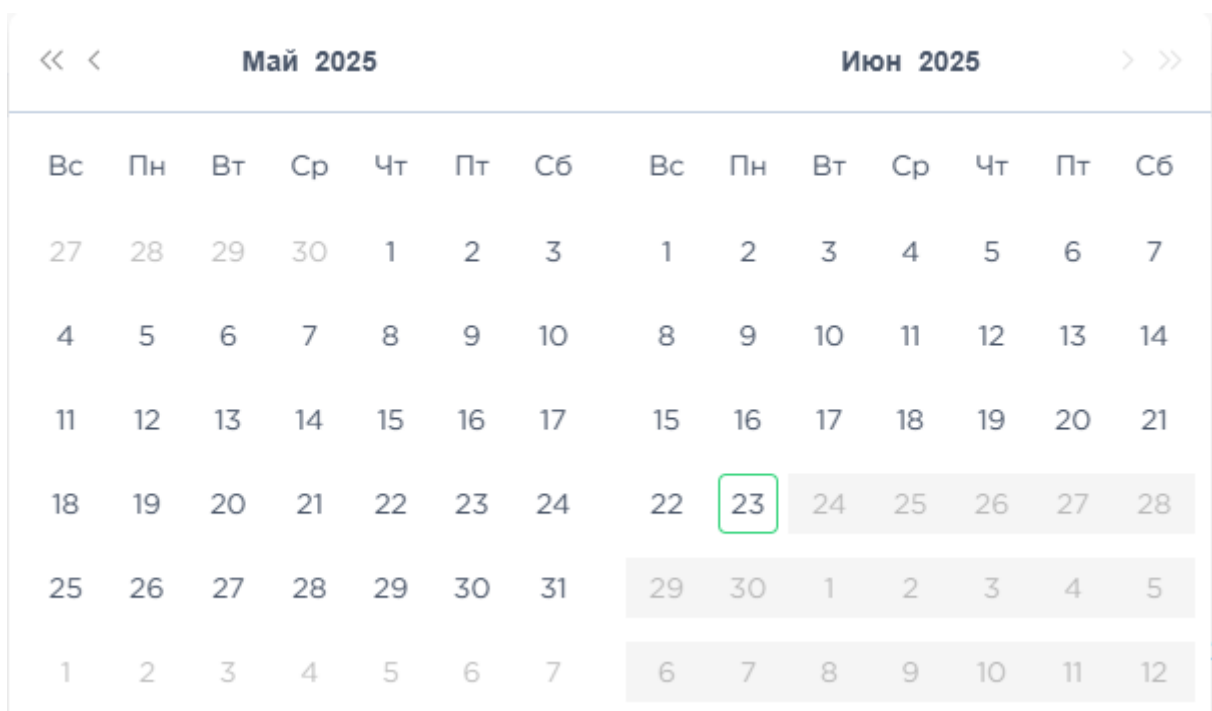 « < Май 2025 Июн 2025 > »
Вс Пн Вт Ср Чт Пт Сб Вс Пн Вт Ср Чт Пт Сб
27 28 29 30 1 2 3 1 2 3 4 5 6 7
4 5 6 7 8 9 10 8 9 10 11 12 13 14
11 12 13 14 15 16 17 15 16 17 18 19 20 21
18 19 20 21 22 23 24 22 23 24 25 26 27 28
25 26 27 28 29 30 31 29 30 1 2 3 4 5
1 2 3 4 5 6 7 6 7 8 9 10 11 12